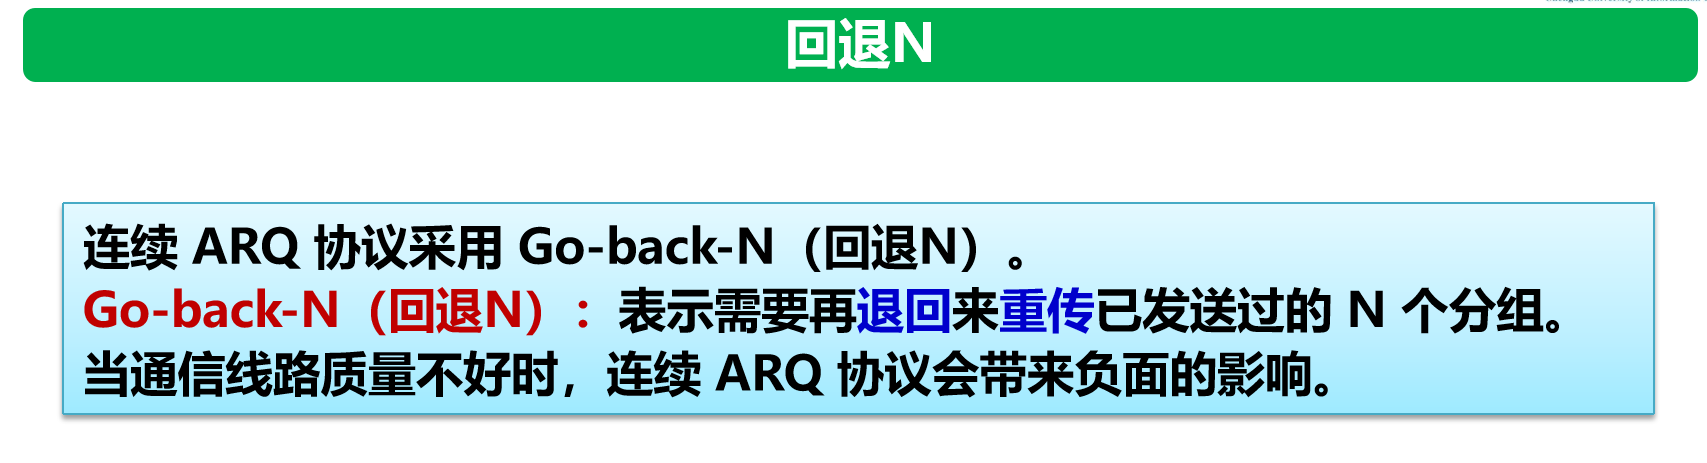 回退N
连续 ARQ 协议采用 Go-back-N（回退N）。
Go-back-N（回退N）：表示需要再退回来重传已发送过的 N 个分组。
当通信线路质量不好时，连续 ARQ 协议会带来负面的影响。